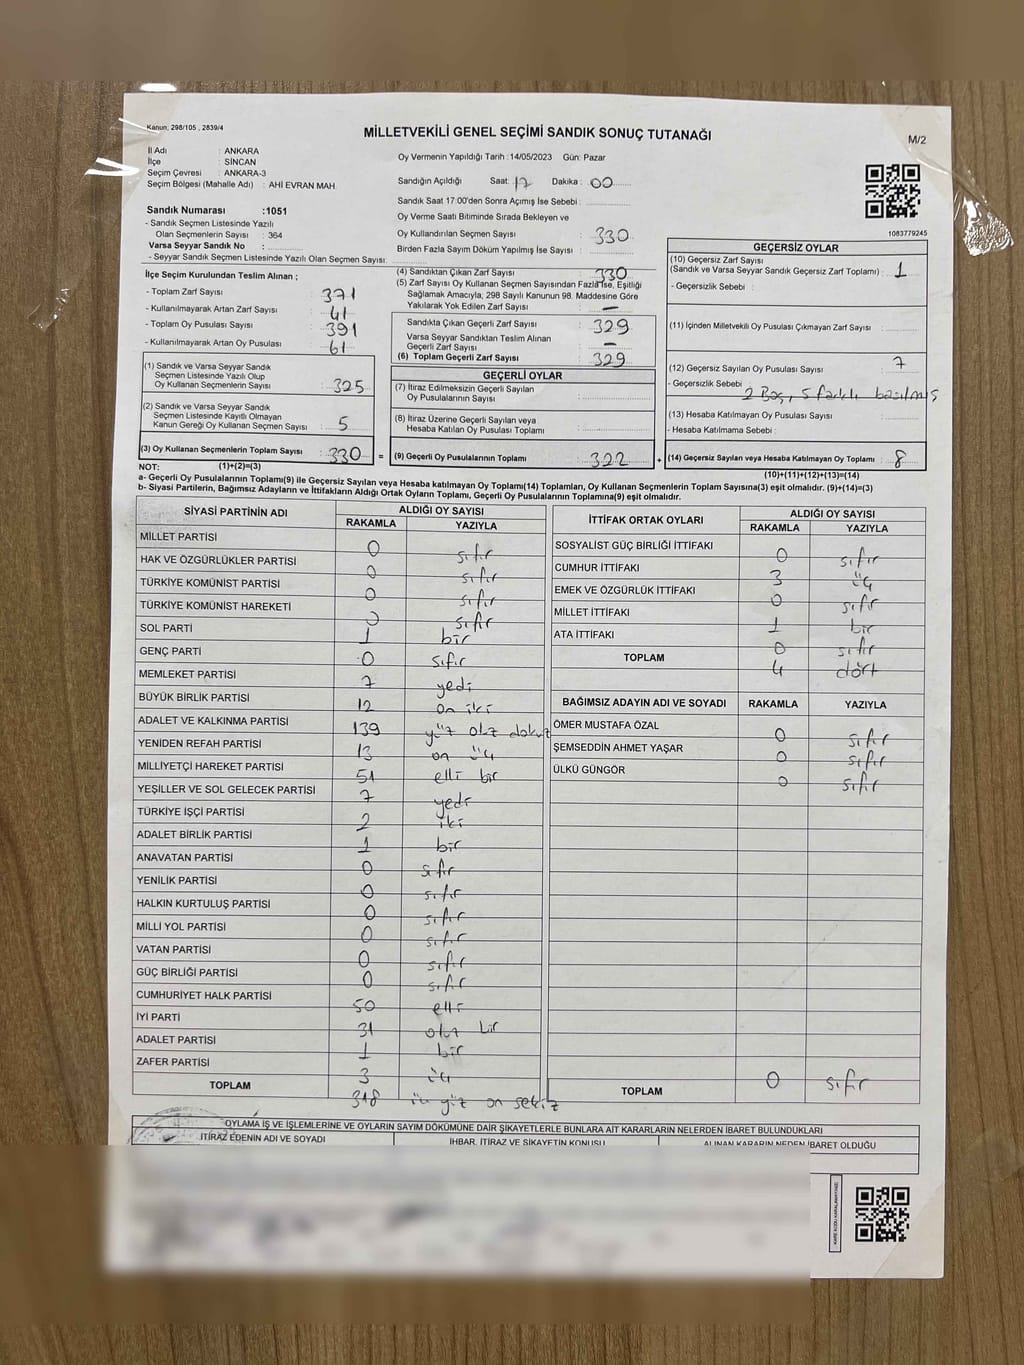 Kanun; 298/105 , 2839/4
MİLLETVEKİLİ GENEL SEÇİMİ SANDIK SONUÇ TUTANAĞI
M/2
İl Adı : ANKARA
İlçe : SİNCAN
Seçim Çevresi : ANKARA-3
Seçim Bölgesi (Mahalle Adı) : AHİ EVRAN MAH.
Sandık Numarası :1051
- Sandık Seçmen Listesinde Yazılı
Olan Seçmenlerin Sayısı : 364
Varsa Seyyar Sandık No :
- Seyyar Sandık Seçmen Listesinde Yazılı Olan Seçmen Sayısı:
Oy Vermenin Yapıldığı Tarih :14/05/2023 Gün: Pazar
Sandığın Açıldığı Saat: 17 Dakika : 00
Sandık Saat 17:00'den Sonra Açılmış İse Sebebi :
Oy Verme Saati Bitiminde Sırada Bekleyen ve
Oy Kullandırılan Seçmen Sayısı : 330
Birden Fazla Sayım Döküm Yapılmış İse Sayısı :
1083779245
İlçe Seçim Kurulundan Teslim Alınan ;
- Toplam Zarf Sayısı : 371
- Kullanılmayarak Artan Zarf Sayısı : 41
- Toplam Oy Pusulası Sayısı : 391
- Kullanılmayarak Artan Oy Pusulası : 61
(1) Sandık ve Varsa Seyyar Sandık
Seçmen Listesinde Yazılı Olup
Oy Kullanan Seçmenlerin Sayısı : 325
(2) Sandık ve Varsa Seyyar Sandık
Seçmen Listesinde Kayıtlı Olmayan
Kanun Gereği Oy Kullanan Seçmen Sayısı : 5
(3) Oy Kullanan Seçmenlerin Toplam Sayısı : 330 =
(4) Sandıktan Çıkan Zarf Sayısı : 330
(5) Zarf Sayısı Oy Kullanan Seçmen Sayısından Fazla İse, Eşitliği
Sağlamak Amacıyla; 298 Sayılı Kanunun 98. Maddesine Göre
Yakılarak Yok Edilen Zarf Sayısı : —
Sandıkta Çıkan Geçerli Zarf Sayısı : 329
Varsa Seyyar Sandıktan Teslim Alınan
Geçerli Zarf Sayısı : —
(6) Toplam Geçerli Zarf Sayısı : 329
GEÇERLİ OYLAR
(7) İtiraz Edilmeksizin Geçerli Sayılan
Oy Pusulalarının Sayısı :
(8) İtiraz Üzerine Geçerli Sayılan veya
Hesaba Katılan Oy Pusulası Toplamı :
(9) Geçerli Oy Pusulalarının Toplamı : 322 +
GEÇERSİZ OYLAR
(10) Geçersiz Zarf Sayısı
(Sandık ve Varsa Seyyar Sandık Geçersiz Zarf Toplamı) : 1
- Geçersizlik Sebebi :
(11) İçinden Milletvekili Oy Pusulası Çıkmayan Zarf Sayısı :
(12) Geçersiz Sayılan Oy Pusulası Sayısı : 7
- Geçersizlik Sebebi : 2 Boş, 5 farklı basılmış
(13) Hesaba Katılmayan Oy Pusulası Sayısı :
- Hesaba Katılmama Sebebi :
(14) Geçersiz Sayılan veya Hesaba Katılmayan Oy Toplamı : 8
NOT: (1)+(2)=(3)
(10)+(11)+(12)+(13)=(14)
a- Geçerli Oy Pusulalarının Toplamı(9) ile Geçersiz Sayılan veya Hesaba katılmayan Oy Toplamı(14) Toplamları, Oy Kullanan Seçmenlerin Toplam Sayısına(3) eşit olmalıdır. (9)+(14)=(3)
b- Siyasi Partilerin, Bağımsız Adayların ve İttifakların Aldığı Ortak Oyların Toplamı, Geçerli Oy Pusulalarının Toplamına(9) eşit olmalıdır.
SİYASİ PARTİNİN ADI ALDIĞI OY SAYISI
RAKAMLA YAZIYLA
MİLLET PARTİSİ 0 sıfır
HAK VE ÖZGÜRLÜKLER PARTİSİ 0 sıfır
TÜRKİYE KOMÜNİST PARTİSİ 0 sıfır
TÜRKİYE KOMÜNİST HAREKETİ 0 sıfır
SOL PARTİ 1 bir
GENÇ PARTİ 0 sıfır
MEMLEKET PARTİSİ 7 yedi
BÜYÜK BİRLİK PARTİSİ 12 on iki
ADALET VE KALKINMA PARTİSİ 139 yüz otuz dokuz
YENİDEN REFAH PARTİSİ 13 on üç
MİLLİYETÇİ HAREKET PARTİSİ 51 elli bir
YEŞİLLER VE SOL GELECEK PARTİSİ 7 yedi
TÜRKİYE İŞÇİ PARTİSİ 2 iki
ADALET BİRLİK PARTİSİ 1 bir
ANAVATAN PARTİSİ 0 sıfır
YENİLİK PARTİSİ 0 sıfır
HALKIN KURTULUŞ PARTİSİ 0 sıfır
MİLLİ YOL PARTİSİ 0 sıfır
VATAN PARTİSİ 0 sıfır
GÜÇ BİRLİĞİ PARTİSİ 0 sıfır
CUMHURİYET HALK PARTİSİ 50 elli
İYİ PARTİ 31 otuz bir
ADALET PARTİSİ 1 bir
ZAFER PARTİSİ 3 üç
TOPLAM 318 üç yüz on sekiz
İTTİFAK ORTAK OYLARI ALDIĞI OY SAYISI
RAKAMLA YAZIYLA
SOSYALİST GÜÇ BİRLİĞİ İTTİFAKI 0 sıfır
CUMHUR İTTİFAKI 3 üç
EMEK VE ÖZGÜRLÜK İTTİFAKI 0 sıfır
MİLLET İTTİFAKI 1 bir
ATA İTTİFAKI 0 sıfır
TOPLAM 4 dört
BAĞIMSIZ ADAYIN ADI VE SOYADI RAKAMLA YAZIYLA
ÖMER MUSTAFA ÖZAL 0 sıfır
ŞEMSEDDİN AHMET YAŞAR 0 sıfır
ÜLKÜ GÜNGÖR 0 sıfır
TOPLAM 0 sıfır
OYLAMA İŞ VE İŞLEMLERİNE VE OYLARIN SAYIM DÖKÜMÜNE DAİR ŞİKAYETLERLE BUNLARA AİT KARARLARIN NELERDEN İBARET BULUNDUKLARI
İTİRAZ EDENİN ADI VE SOYADI İHBAR, İTİRAZ VE ŞİKAYETİN KONUSU ALINAN KARARIN NEDEN İBARET OLDUĞU